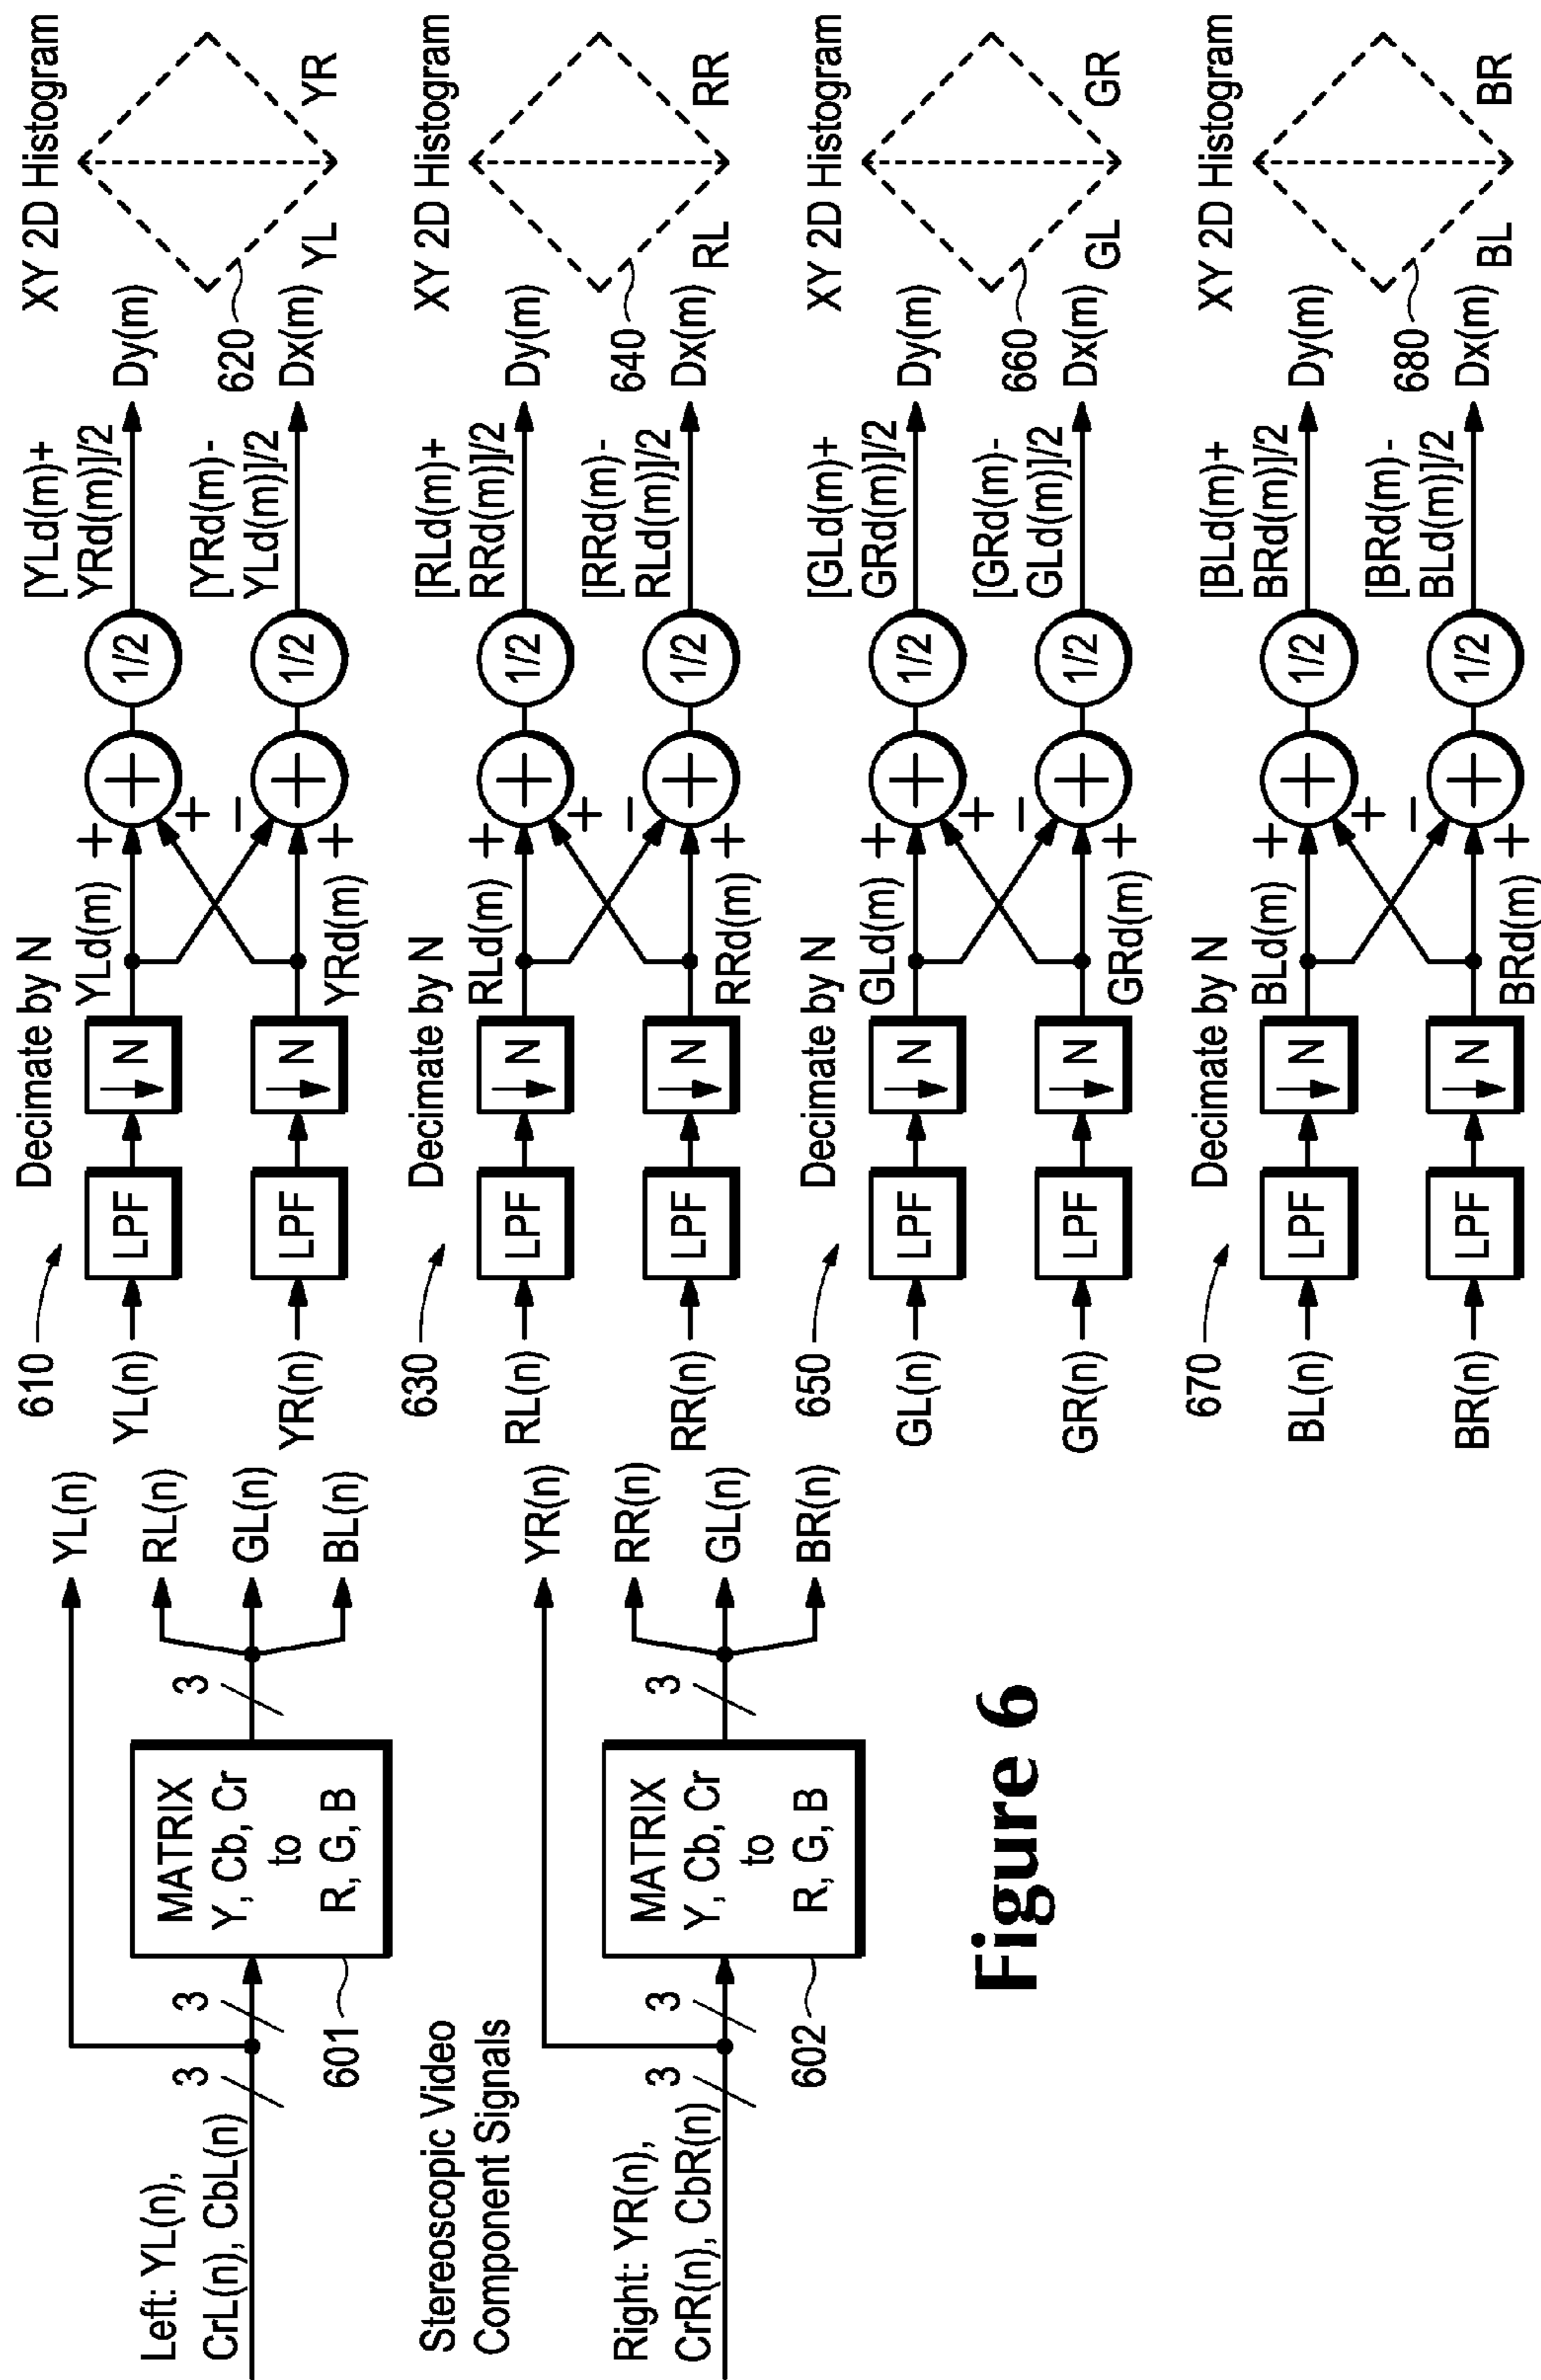 Left: YL(n),
CrL(n), CbL(n)
3
3
601
MATRIX
Y, Cb, Cr
to
R, G, B
3
YL(n)
RL(n)
GL(n)
BL(n)
Stereoscopic Video
Component Signals
Right: YR(n),
CrR(n), CbR(n)
3
3
602
MATRIX
Y, Cb, Cr
to
R, G, B
3
YR(n)
RR(n)
GL(n)
BR(n)
Figure 6
610
Decimate by N
YL(n)
LPF
N
YLd(m)
+
+
1/2
[YLd(m)+
YRd(m)]/2
Dy(m)
YR(n)
LPF
N
YRd(m)
−
+
1/2
[YRd(m)-
YLd(m)]/2
Dx(m)
XY 2D Histogram
620
YL
YR
630
Decimate by N
RL(n)
LPF
N
RLd(m)
+
+
1/2
[RLd(m)+
RRd(m)]/2
Dy(m)
RR(n)
LPF
N
RRd(m)
−
+
1/2
[RRd(m)-
RLd(m)]/2
Dx(m)
XY 2D Histogram
640
RL
RR
650
Decimate by N
GL(n)
LPF
N
GLd(m)
+
+
1/2
[GLd(m)+
GRd(m)]/2
Dy(m)
GR(n)
LPF
N
GRd(m)
−
+
1/2
[GRd(m)-
GLd(m)]/2
Dx(m)
XY 2D Histogram
660
GL
GR
670
Decimate by N
BL(n)
LPF
N
BLd(m)
+
+
1/2
[BLd(m)+
BRd(m)]/2
Dy(m)
BR(n)
LPF
N
BRd(m)
−
+
1/2
[BRd(m)-
BLd(m)]/2
Dx(m)
XY 2D Histogram
680
BL
BR